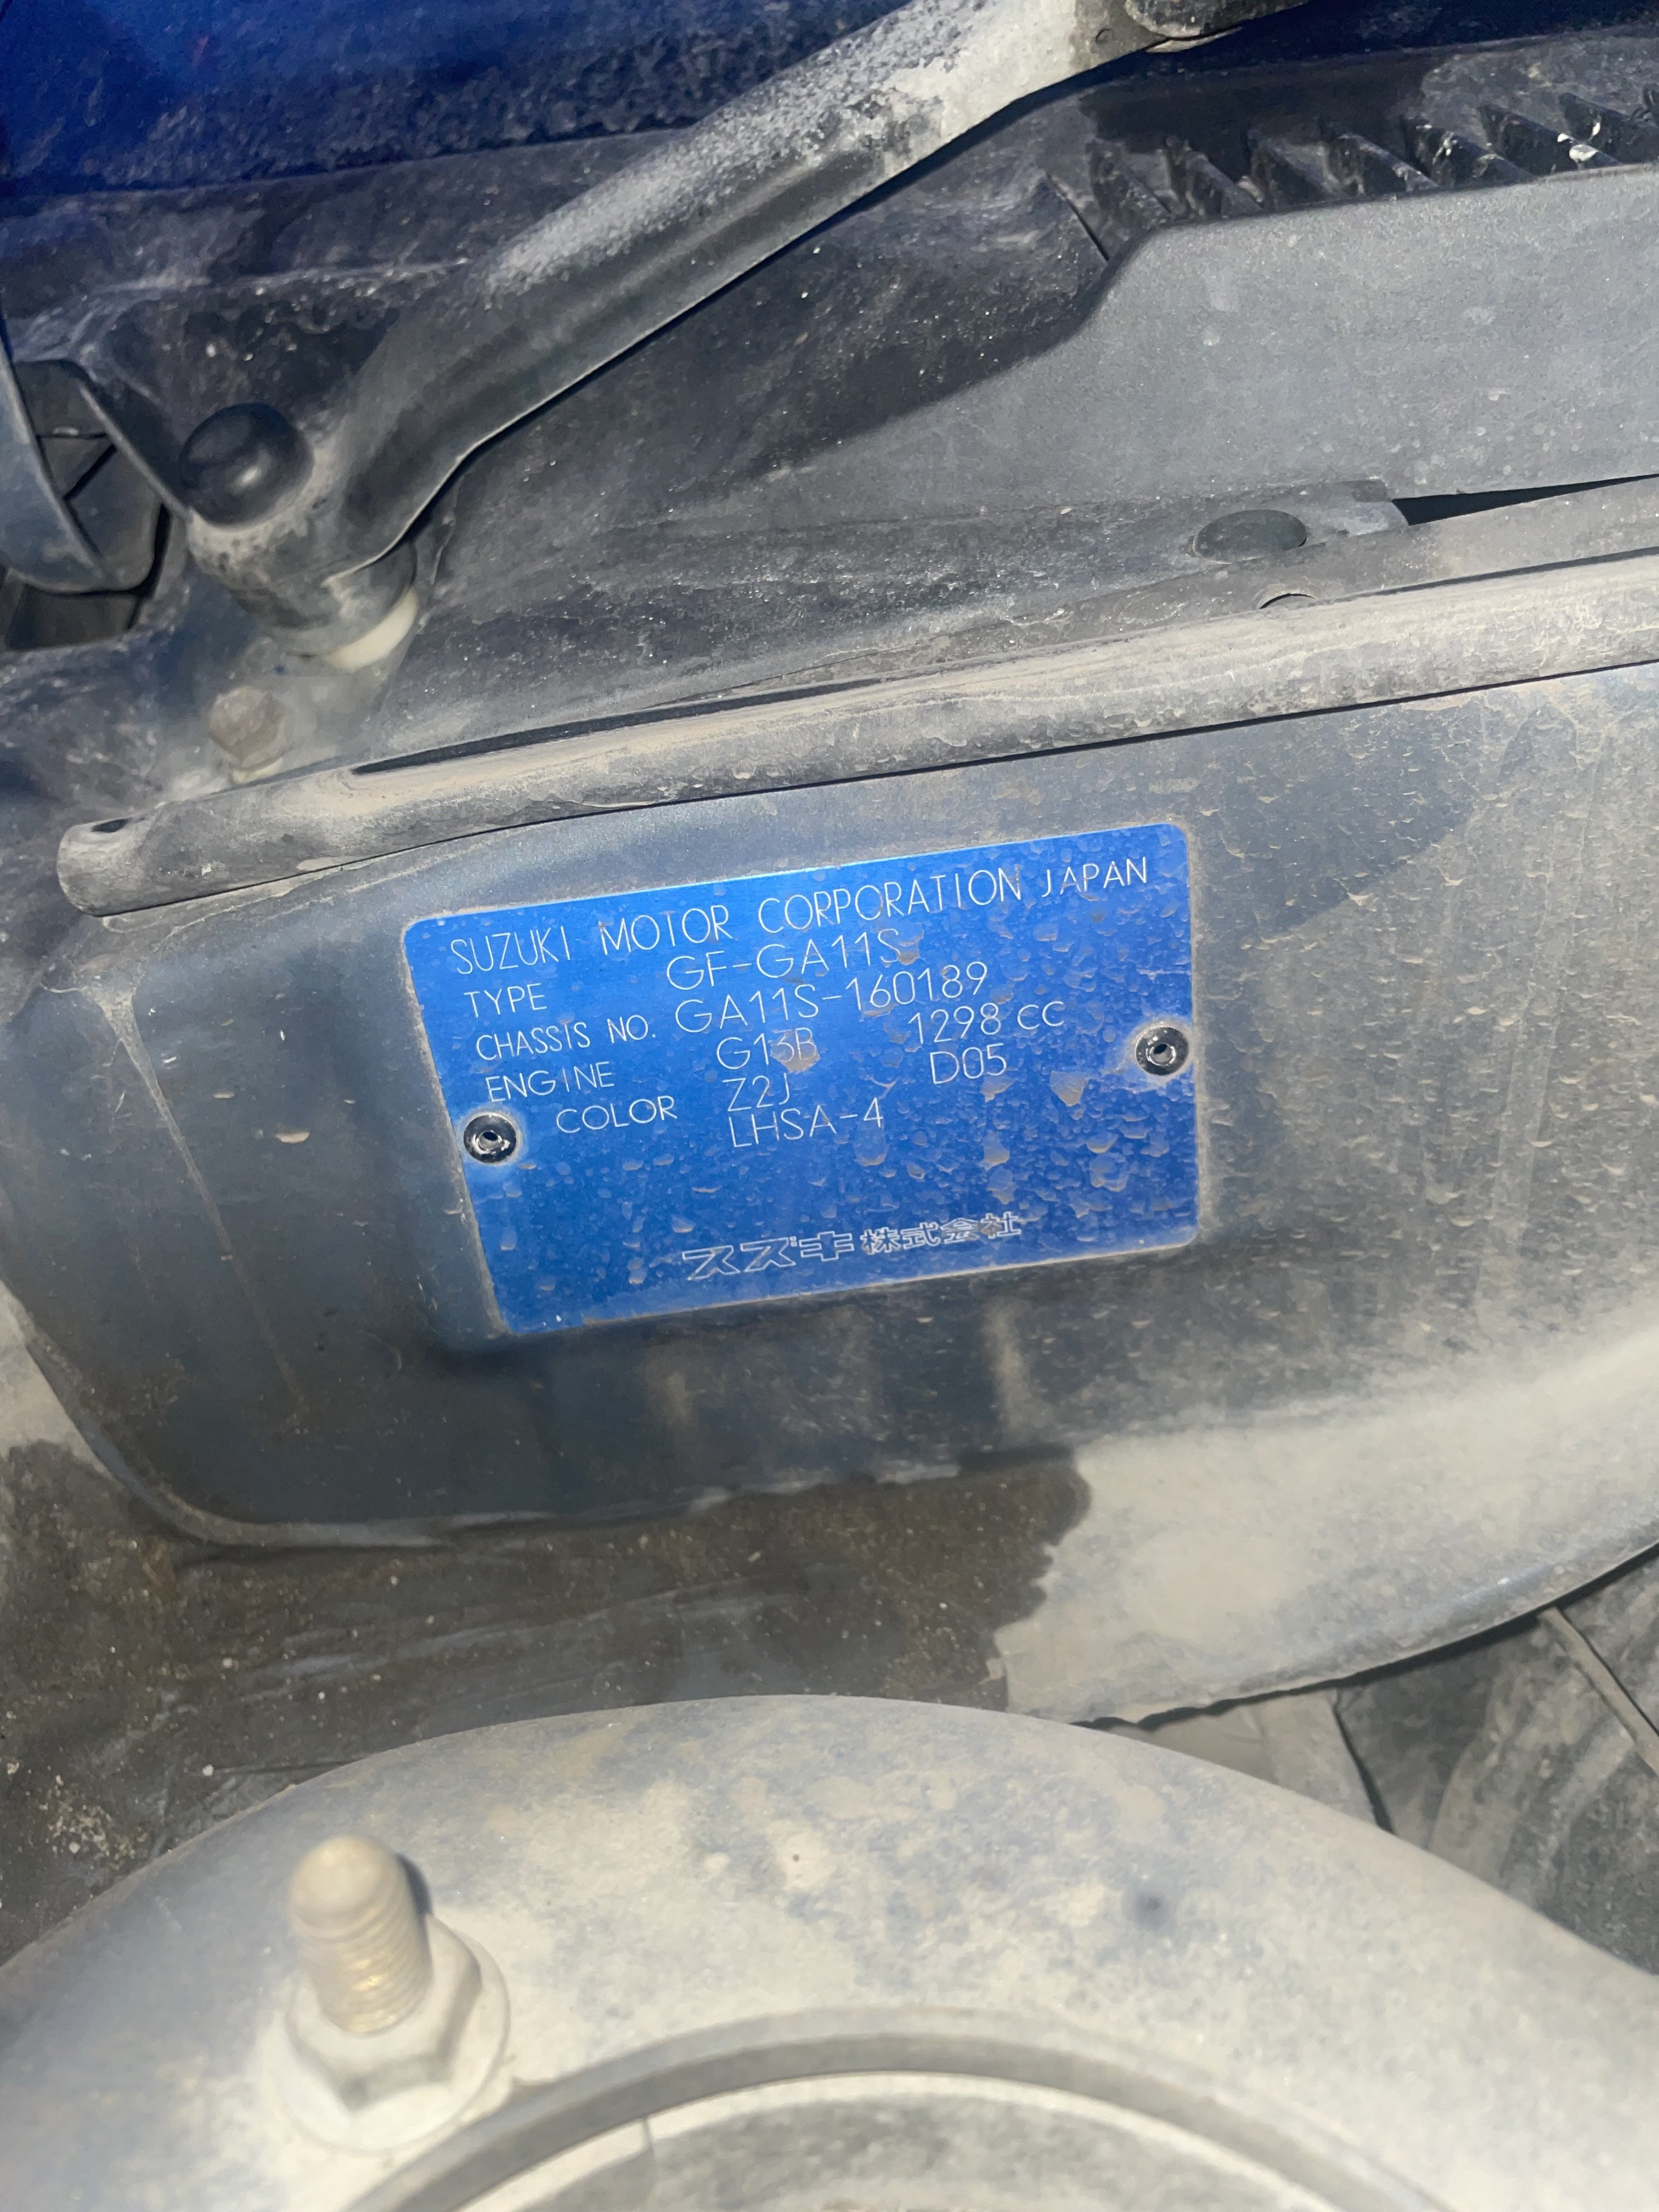 SUZUKI MOTOR CORPORATION JAPAN
TYPE GF-GA11S
CHASSIS NO. GA11S-160189
ENGINE G13B 1298 CC
COLOR Z2J D05
LHSA-4
スズキ株式会社